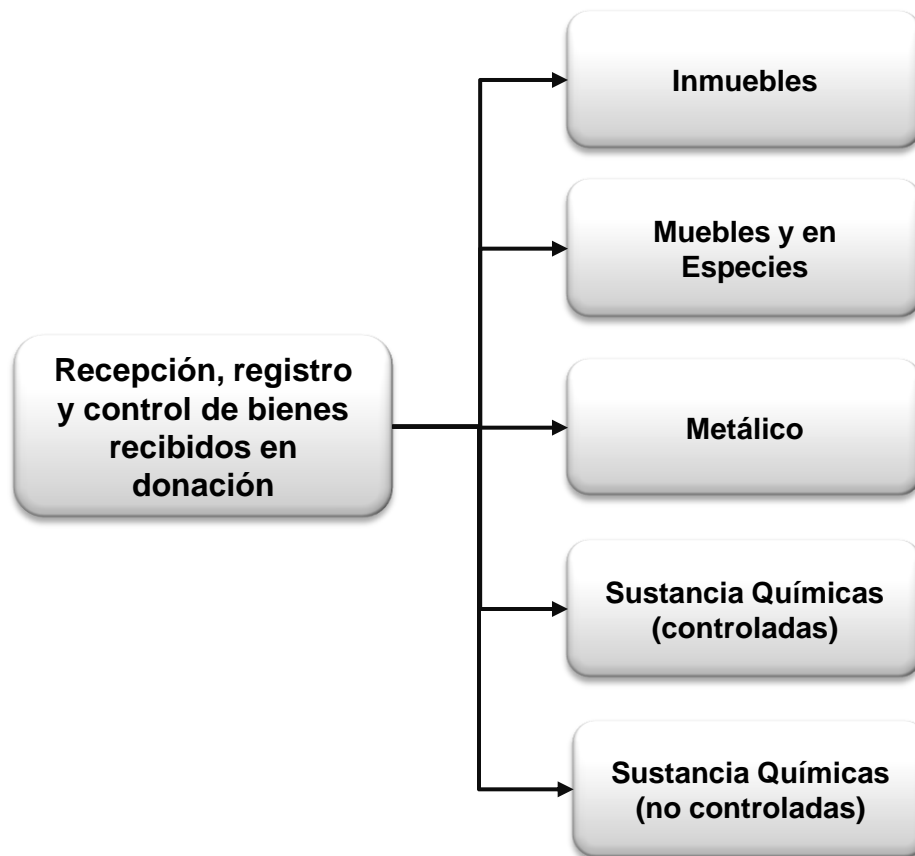 Inmuebles
Muebles y en
Especies
Recepción, registro
y control de bienes
recibidos en
donación
Metálico
Sustancia Químicas
(controladas)
Sustancia Químicas
(no controladas)